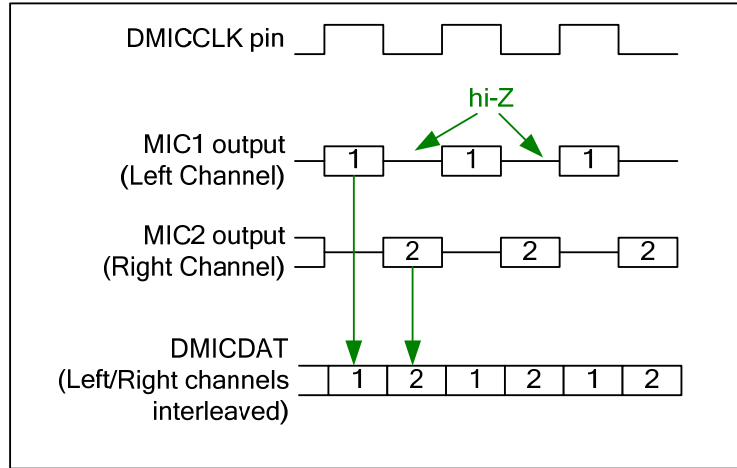 DMICCLK pin
hi-Z
MIC1 output
(Left Channel)
1 1 1
MIC2 output
(Right Channel)
2 2 2
DMICDAT
(Left/Right channels
interleaved)
1 2 1 2 1 2